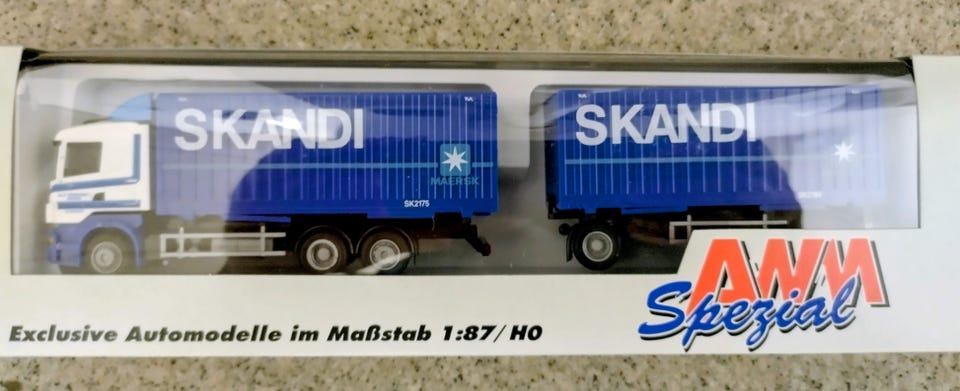 SKANDI
MAERSK
SK2175
SKANDI
AWM
Spezial
Exclusive Automodelle im Maßstab 1:87/H0